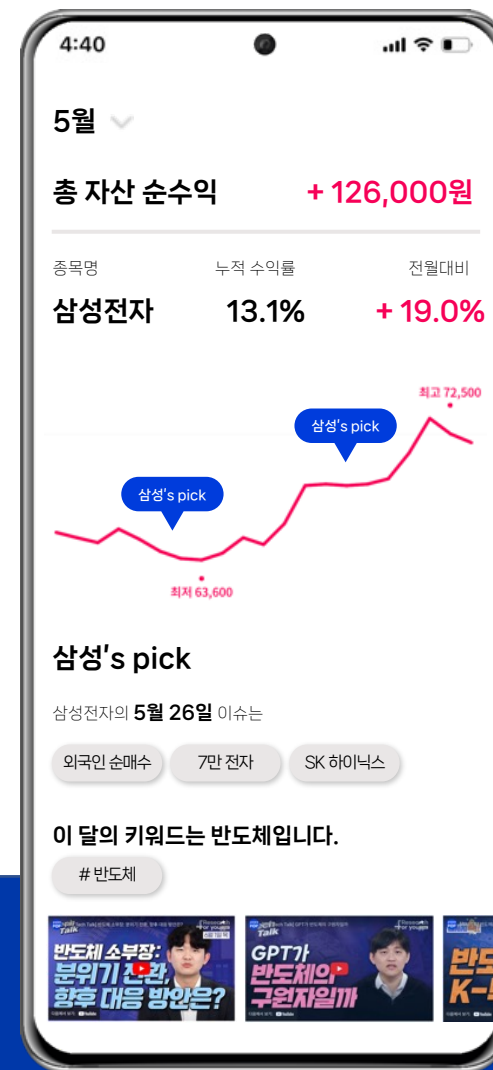 4:40
5월
총 자산 순수익 + 126,000원
종목명 누적 수익률 전월대비
삼성전자 13.1% + 19.0%
최고 72,500
삼성's pick
삼성's pick
최저 63,600
삼성's pick
삼성전자의 5월 26일 이슈는
외국인 순매수 7만 전자 SK 하이닉스
이 달의 키워드는 반도체입니다.
# 반도체
Talk
반도체 소부장:
분위기 전환,
향후 대응 방안은?
Talk
GPT가
반도체의
구원자일까
K-